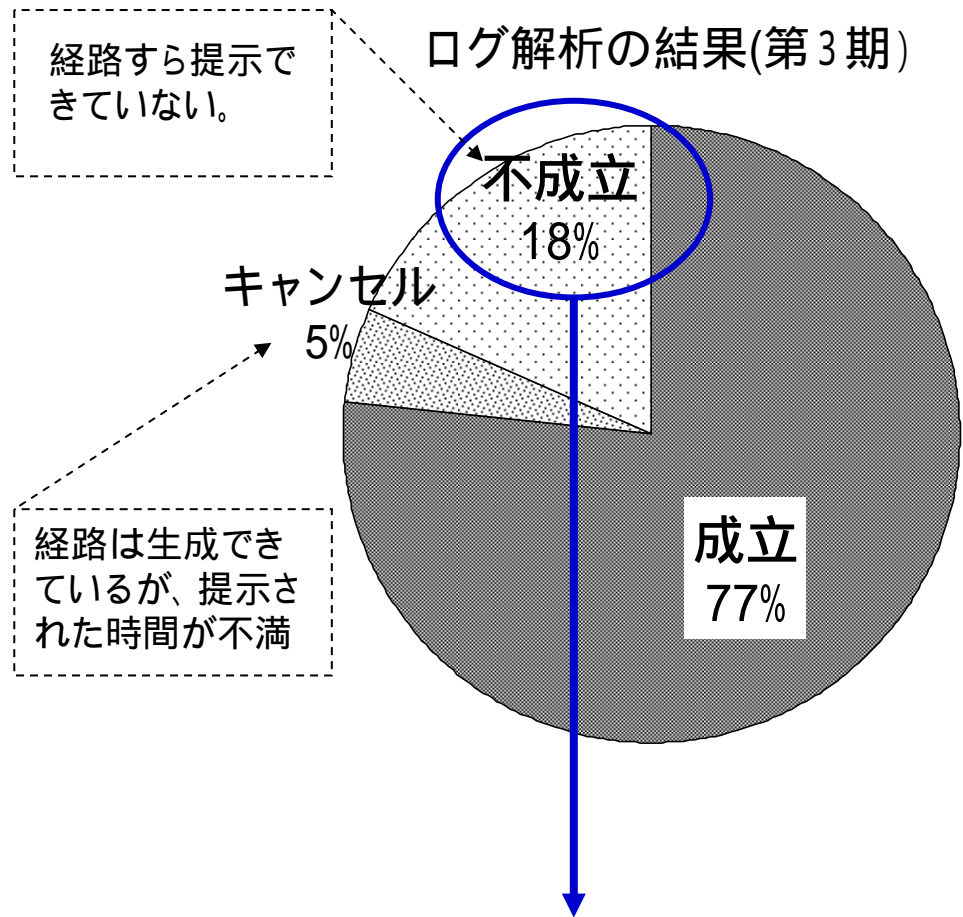 ログ解析の結果(第3期)
経路すら提示で
きていない。
不成立
18%
キャンセル
5%
経路は生成でき
ているが、提示さ
れた時間が不満
成立
77%